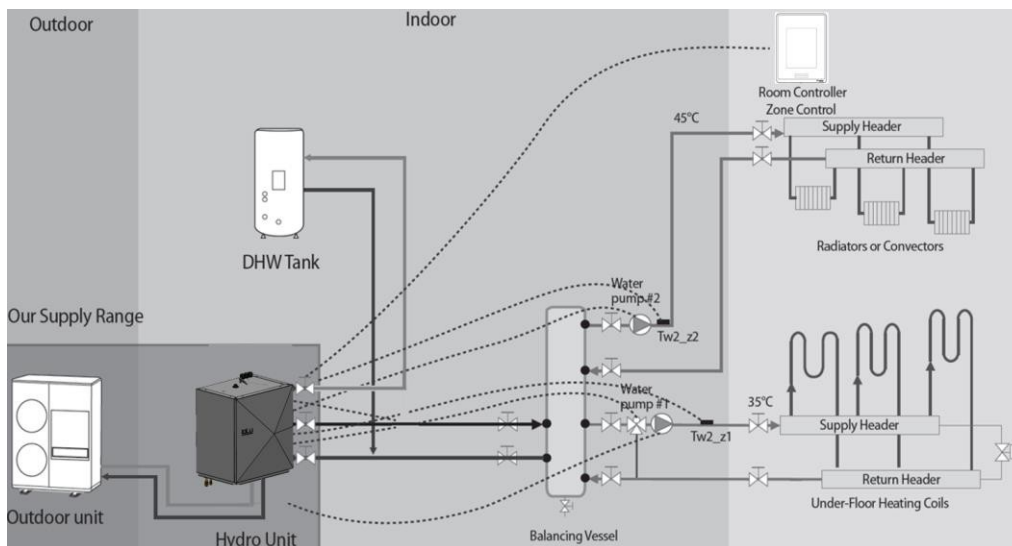 Outdoor
Indoor
Room Controller
Zone Control
45°C
Supply Header
Return Header
Radiators or Convectors
DHW Tank
Water
pump #2
Tw2_z2
Our Supply Range
Water
pump #1
Tw2_z1
35°C
Supply Header
Return Header
Under-Floor Heating Coils
Outdoor unit
Hydro Unit
Balancing Vessel